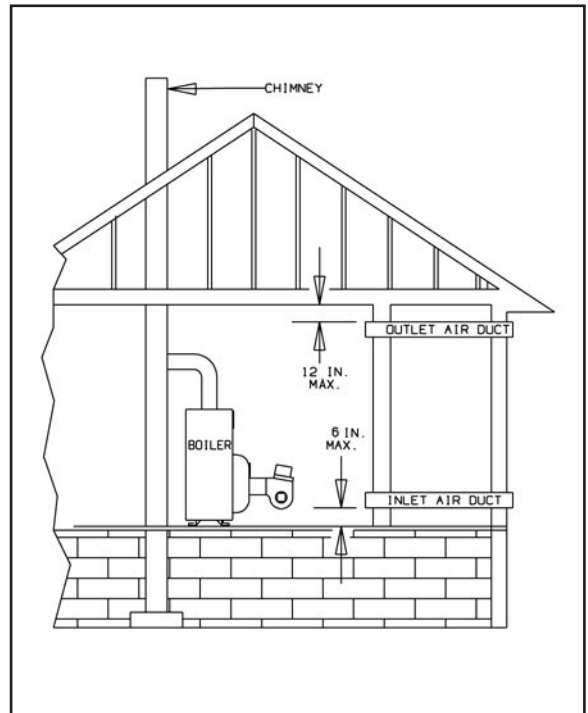 CHIMNEY
OUTLET AIR DUCT
12 IN.
MAX.
6 IN.
MAX.
BOILER
INLET AIR DUCT